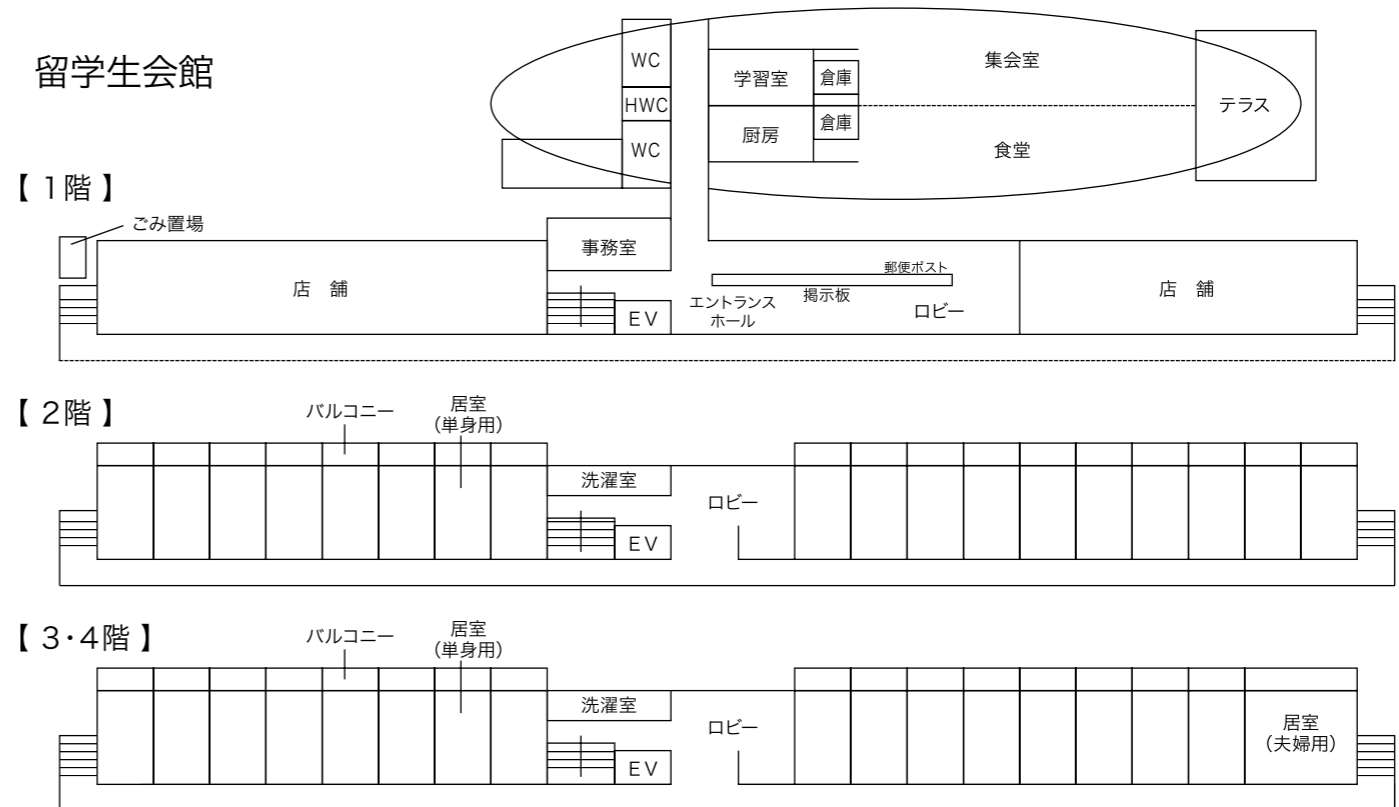 留学生会館
【 1階 】
WC
HWC
WC
学習室
倉庫
厨房
倉庫
集会室
食堂
テラス
ごみ置場
店　舗
事務室
EV
エントランス
ホール
郵便ポスト
掲示板
ロビー
店　舗
【 2階 】
バルコニー
居室
(単身用)
洗濯室
EV
ロビー
【 3・4階 】
バルコニー
居室
(単身用)
洗濯室
EV
ロビー
居室
(夫婦用)